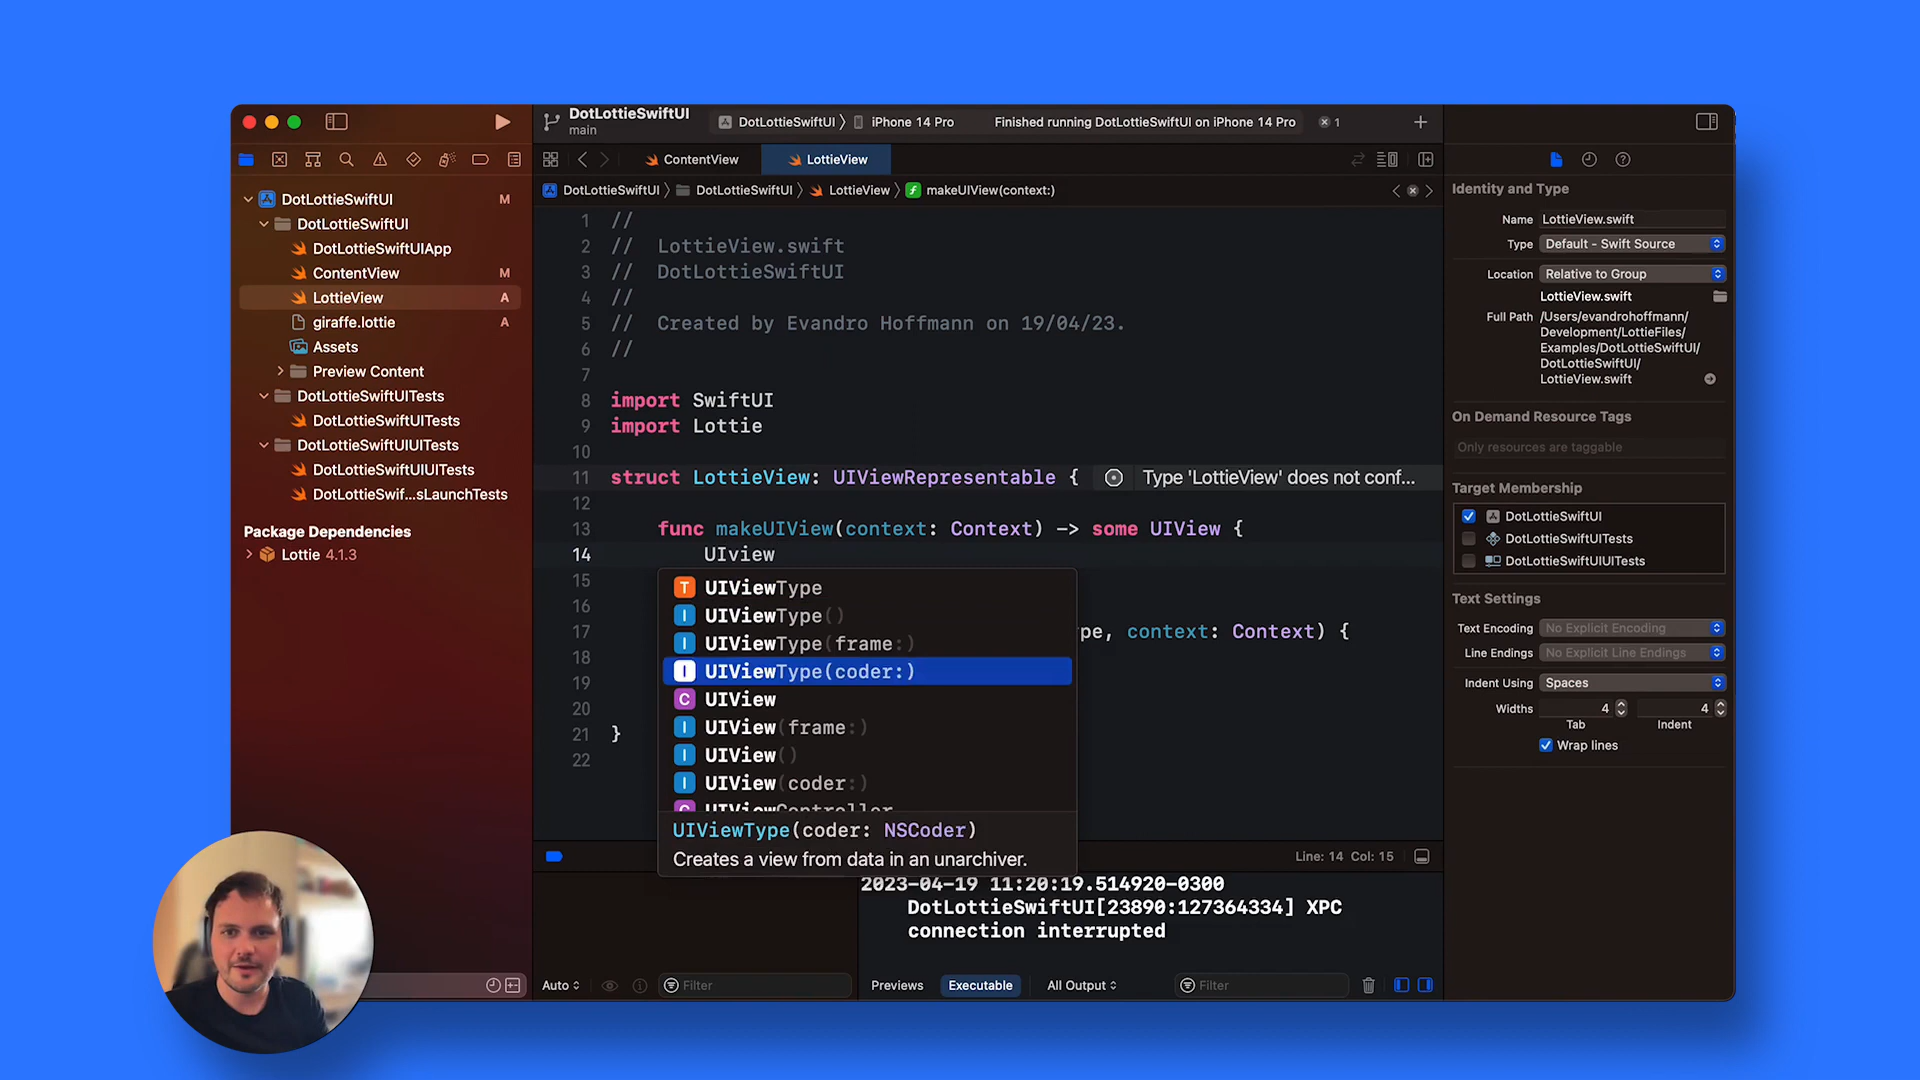 DotLottieSwiftUI
main
DotLottieSwiftUI
iPhone 14 Pro
Finished running DotLottieSwiftUI on iPhone 14 Pro
1
ContentView
LottieView
DotLottieSwiftUI
DotLottieSwiftUI
LottieView
makeUIView(context:)
DotLottieSwiftUI M
DotLottieSwiftUI
DotLottieSwiftUIApp
ContentView M
LottieView A
giraffe.lottie A
Assets
Preview Content
DotLottieSwiftUITests
DotLottieSwiftUITests
DotLottieSwiftUIUITests
DotLottieSwiftUIUITests
DotLottieSwif...sLaunchTests
Package Dependencies
Lottie 4.1.3
1 //
2 // LottieView.swift
3 // DotLottieSwiftUI
4 //
5 // Created by Evandro Hoffmann on 19/04/23.
6 //
7
8 import SwiftUI
9 import Lottie
10
11 struct LottieView: UIViewRepresentable { Type 'LottieView' does not conf...
12
13 func makeUIView(context: Context) -> some UIView {
14 UIview
15
16
17 pe, context: Context) {
18
19
20
21 }
22
T UIViewType
I UIViewType()
I UIViewType(frame:)
I UIViewType(coder:)
C UIView
I UIView(frame:)
I UIView()
I UIView(coder:)
C UIViewController
UIViewType(coder: NSCoder)
Creates a view from data in an unarchiver.
Line: 14 Col: 15
2023-04-19 11:20:19.514920-0300
DotLottieSwiftUI[23890:127364334] XPC
connection interrupted
Auto
Filter
Previews
Executable
All Output
Filter
Identity and Type
Name LottieView.swift
Type Default - Swift Source
Location Relative to Group
LottieView.swift
Full Path /Users/evandrohoffmann/
Development/LottieFiles/
Examples/DotLottieSwiftUI/
DotLottieSwiftUI/
LottieView.swift
On Demand Resource Tags
Only resources are taggable
Target Membership
DotLottieSwiftUI
DotLottieSwiftUITests
DotLottieSwiftUIUITests
Text Settings
Text Encoding No Explicit Encoding
Line Endings No Explicit Line Endings
Indent Using Spaces
Widths 4 4
Tab Indent
Wrap lines